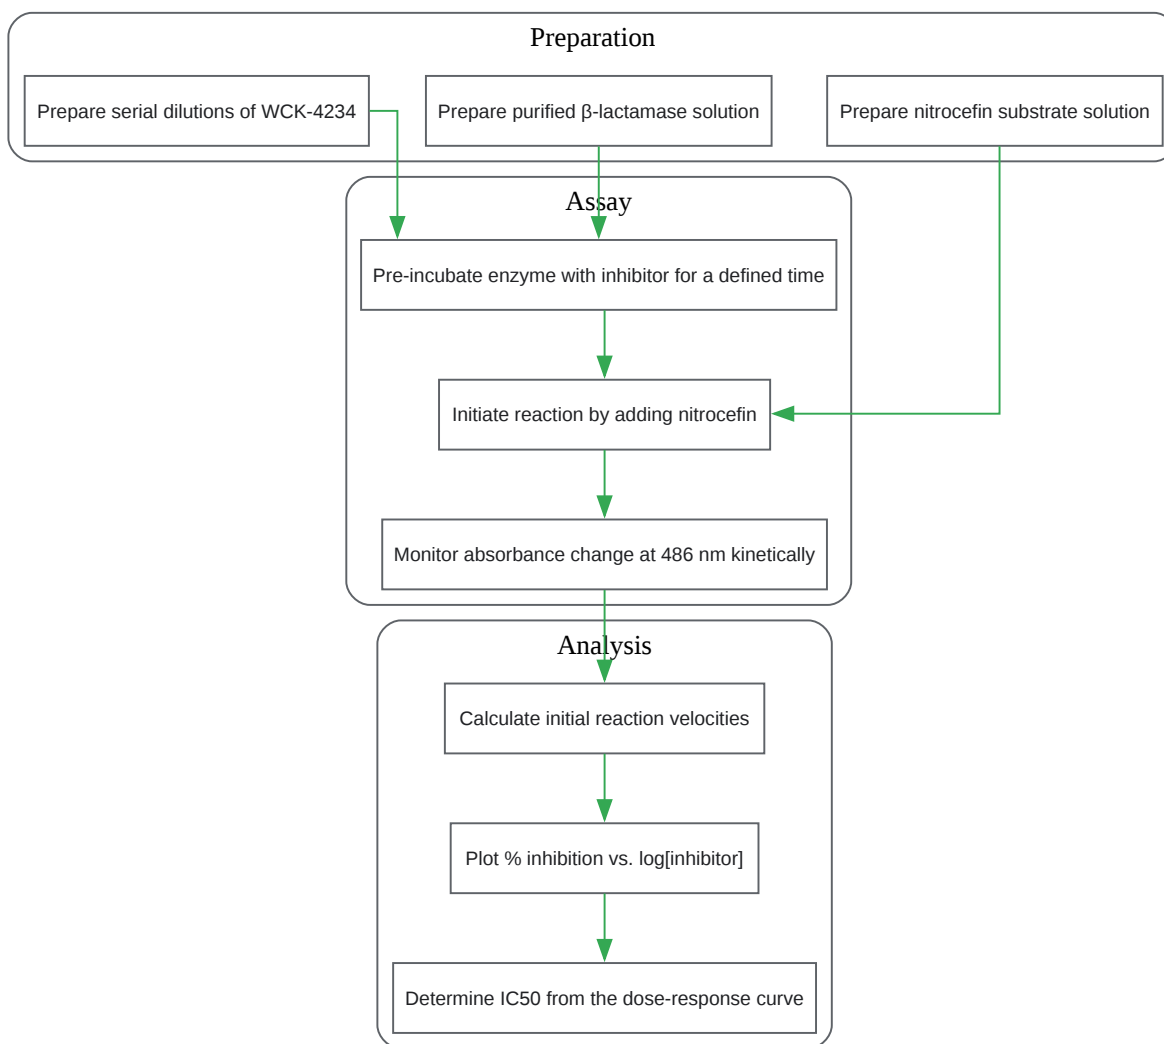 Preparation
Prepare serial dilutions of WCK-4234
Prepare purified β-lactamase solution
Prepare nitrocefin substrate solution
Assay
Pre-incubate enzyme with inhibitor for a defined time
Initiate reaction by adding nitrocefin
Monitor absorbance change at 486 nm kinetically
Analysis
Calculate initial reaction velocities
Plot % inhibition vs. log[inhibitor]
Determine IC50 from the dose-response curve